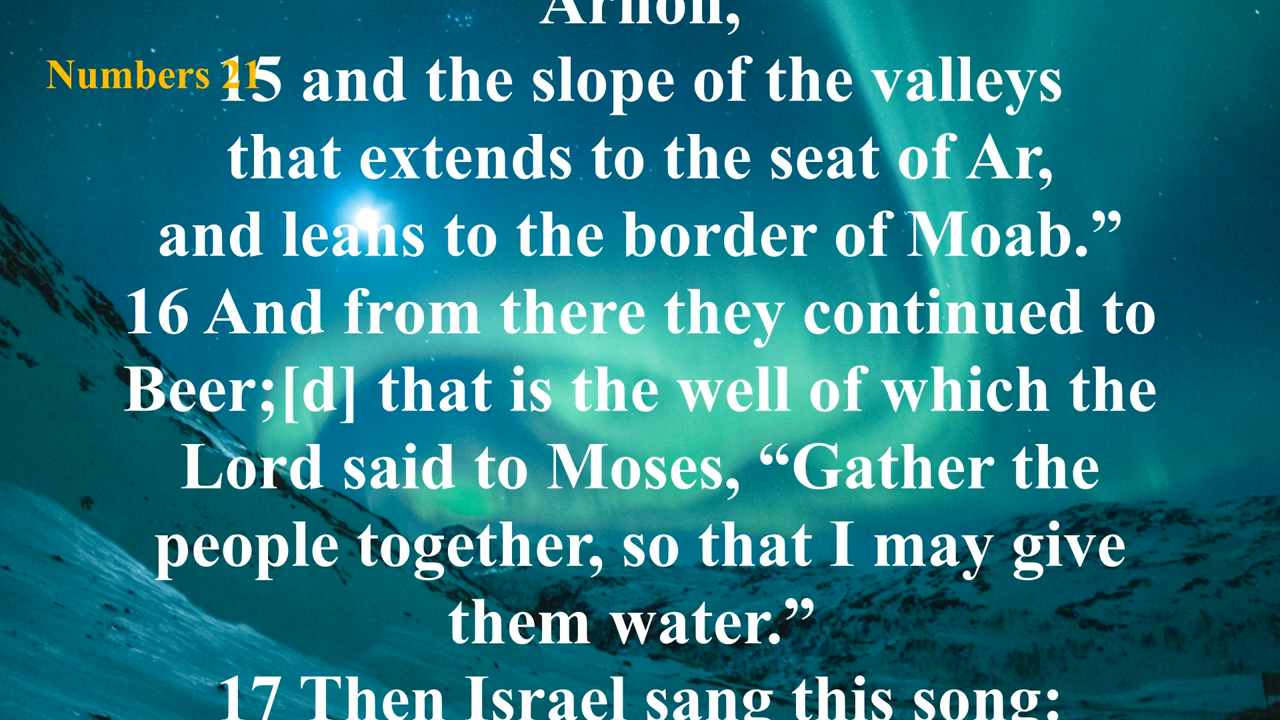 Arnon,
Numbers 21
15 and the slope of the valleys
that extends to the seat of Ar,
and leans to the border of Moab.”
16 And from there they continued to
Beer;[d] that is the well of which the
Lord said to Moses, “Gather the
people together, so that I may give
them water.”
17 Then Israel sang this song: